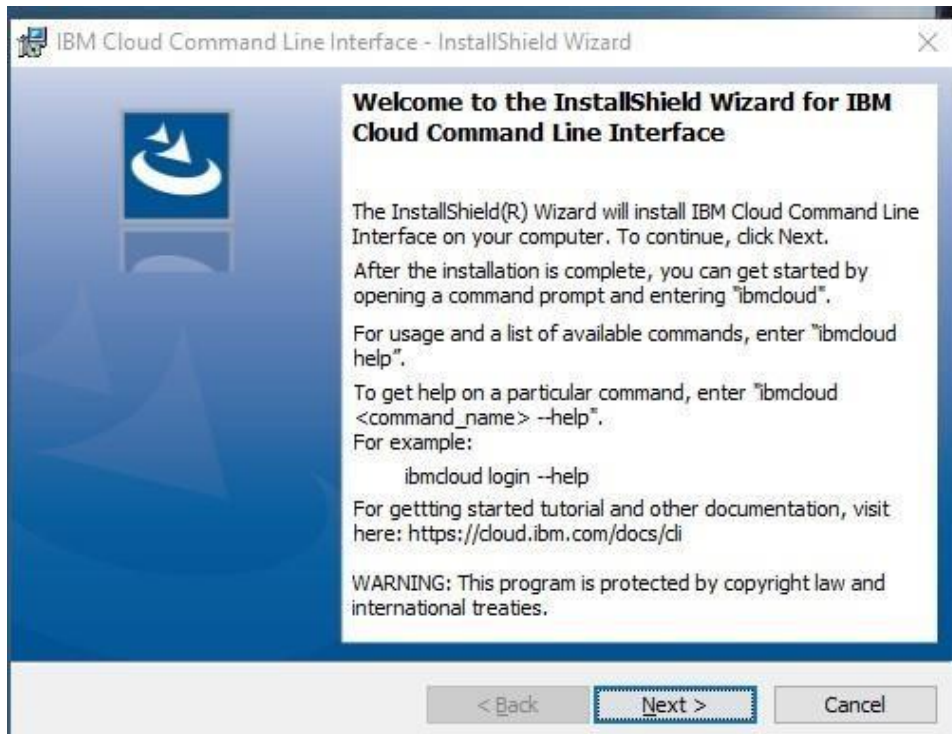 IBM Cloud Command Line Interface - InstallShield Wizard
Welcome to the InstallShield Wizard for IBM
Cloud Command Line Interface
The InstallShield(R) Wizard will install IBM Cloud Command Line
Interface on your computer. To continue, click Next.
After the installation is complete, you can get started by
opening a command prompt and entering "ibmcloud".
For usage and a list of available commands, enter "ibmcloud
help".
To get help on a particular command, enter "ibmcloud
<command_name> --help".
For example:
ibmcloud login --help
For gettting started tutorial and other documentation, visit
here: https://cloud.ibm.com/docs/cli
WARNING: This program is protected by copyright law and
international treaties.
< Back
Next >
Cancel